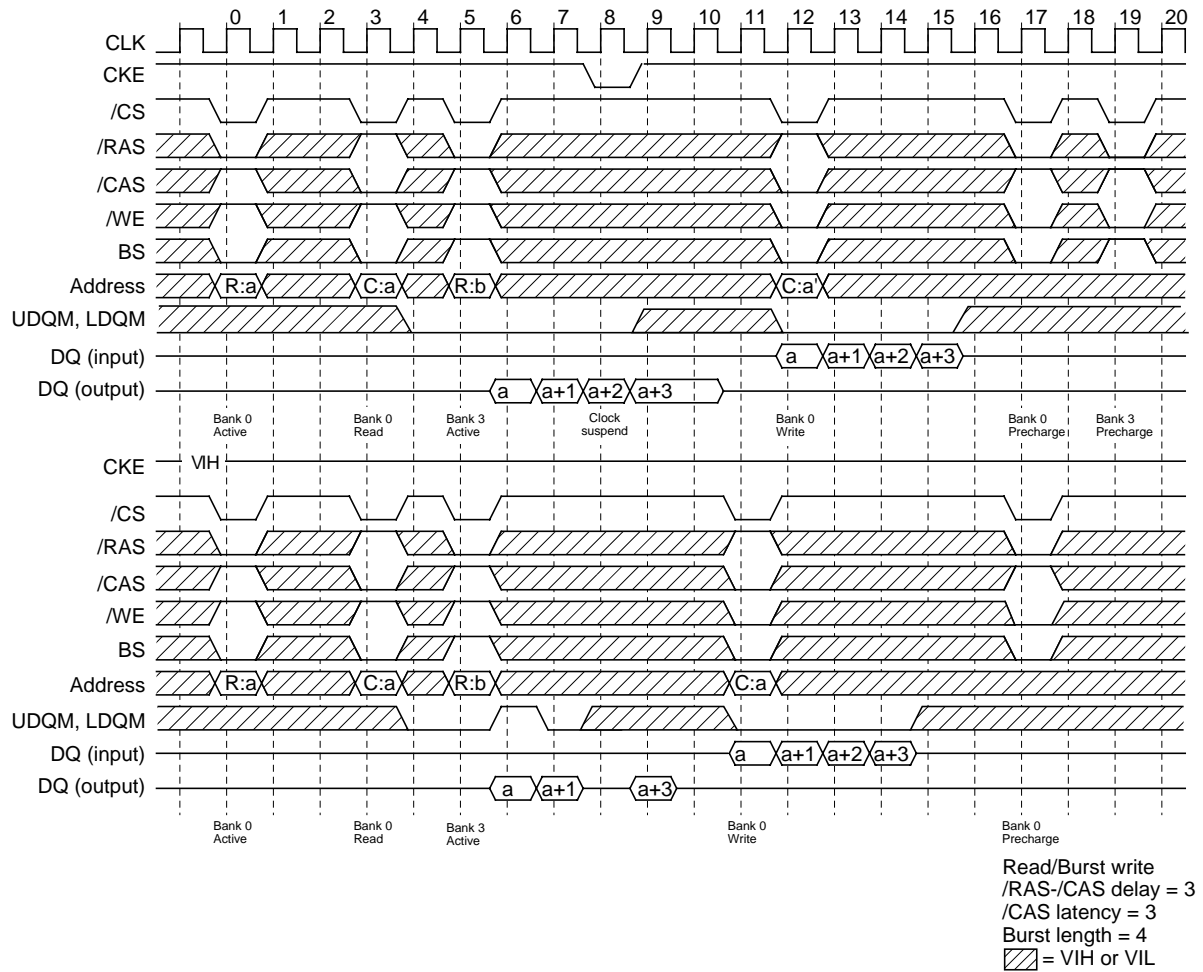 0 1 2 3 4 5 6 7 8 9 10 11 12 13 14 15 16 17 18 19 20
CLK
CKE
/CS
/RAS
/CAS
/WE
BS
Address R:a C:a R:b C:a'
UDQM, LDQM
DQ (input) a a+1 a+2 a+3
DQ (output) a a+1 a+2 a+3
Bank 0 Bank 0 Bank 3 Clock Bank 0 Bank 0 Bank 3
Active Read Active suspend Write Precharge Precharge
CKE VIH
/CS
/RAS
/CAS
/WE
BS
Address R:a C:a R:b C:a
UDQM, LDQM
DQ (input) a a+1 a+2 a+3
DQ (output) a a+1 a+3
Bank 0 Bank 0 Bank 3 Bank 0 Bank 0
Active Read Active Write Precharge
Read/Burst write
/RAS-/CAS delay = 3
/CAS latency = 3
Burst length = 4
= VIH or VIL